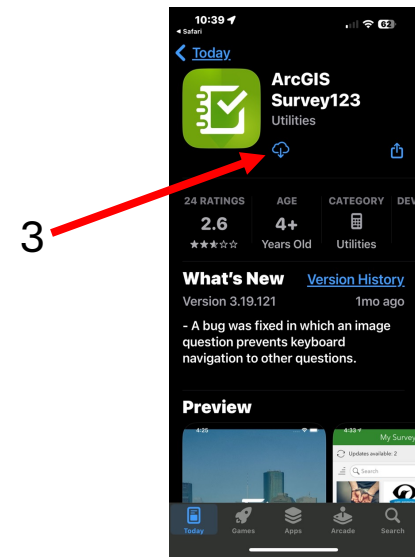 10:39
62
Safari
Today
ArcGIS
Survey123
Utilities
3
24 RATINGS AGE CATEGORY DEV
2.6 4+
Years Old Utilities
What's New Version History
Version 3.19.121 1mo ago
- A bug was fixed in which an image
question prevents keyboard
navigation to other questions.
Preview
4:25 4:33
My Survey
Updates available: 2
Search
Today Games Apps Arcade Search